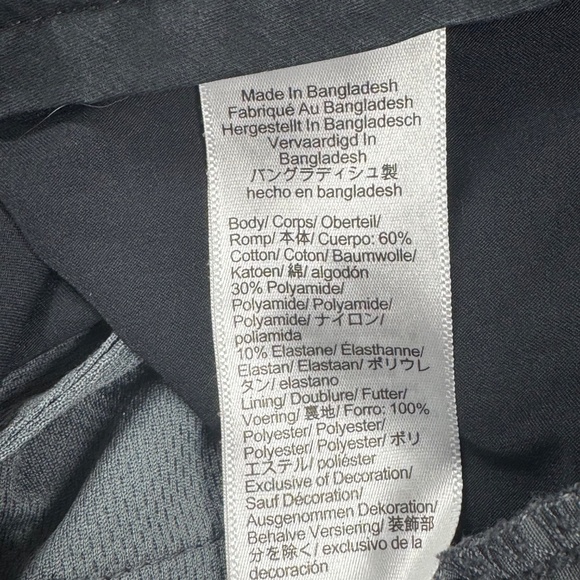 Made In Bangladesh
Fabriqué Au Bangladesh
Hergestellt In Bangladesch
Vervaardigd In
Bangladesh
バングラディシュ製
hecho en bangladesh
Body/ Corps/ Oberteil/
Romp/ 本体/ Cuerpo: 60%
Cotton/ Coton/ Baumwolle/
Katoen/ 綿/ algodón
30% Polyamide/
Polyamide/ Polyamide/
Polyamide/ ナイロン/
poliamida
10% Elastane/ Élasthanne/
Elastan/ Elastaan/ ポリウレ
タン/ elastano
Lining/ Doublure/ Futter/
Voering/ 裏地/ Forro: 100%
Polyester/ Polyester/
Polyester/ Polyester/ ポリ
エステル/ poliéster
Exclusive of Decoration/
Sauf Décoration/
Ausgenommen Dekoration/
Behalve Versiering/ 装飾部
分を除く/ exclusivo de la
decoración